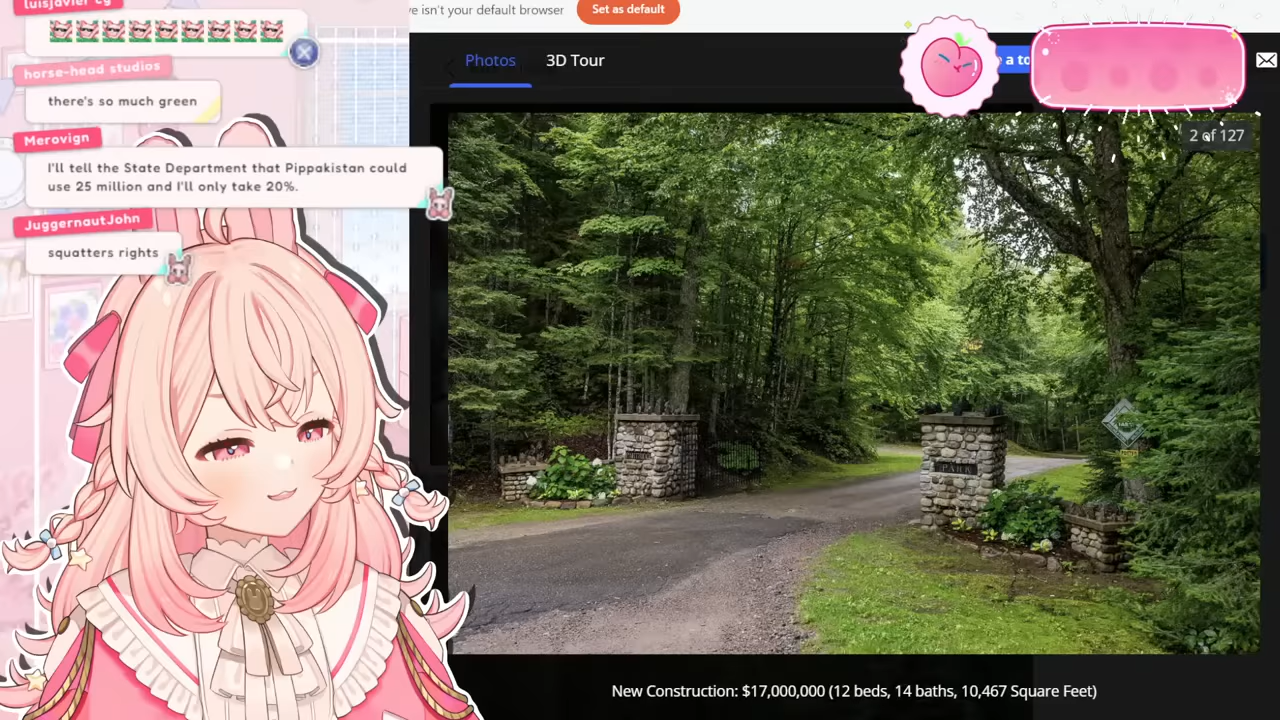 luisjavier cg
horse-head studios
there's so much green
Merovign
I'll tell the State Department that Pippakistan could
use 25 million and I'll only take 20%.
JuggernautJohn
squatters rights
isn't your default browser
Set as default
Photos
3D Tour
a to
2 of 127
PARK
New Construction: $17,000,000 (12 beds, 14 baths, 10,467 Square Feet)